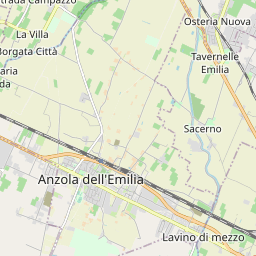 Strada Campazzo
Osteria Nuova
La Villa
Borgata Città
Tavernelle
Emilia
Sacerno
Anzola dell'Emilia
Lavino di mezzo